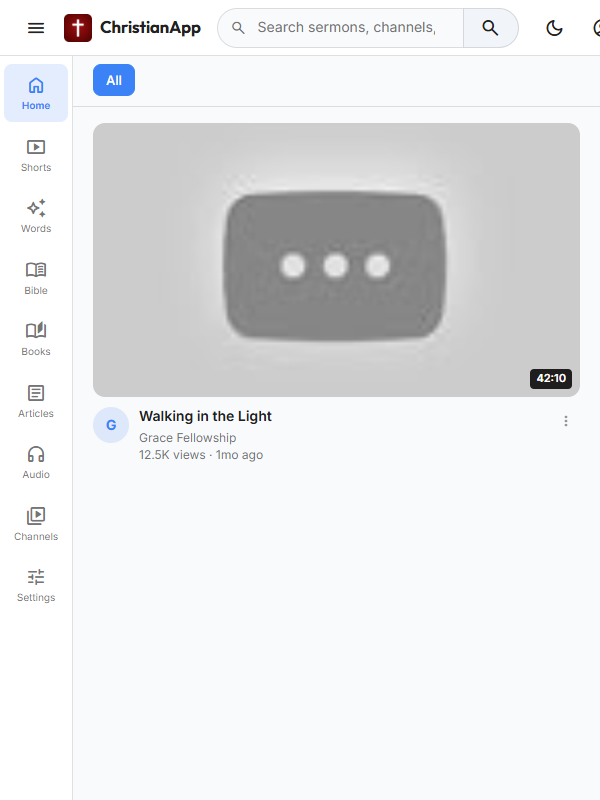 ChristianApp
Search sermons, channels,
All
Home
Shorts
Words
Bible
Books
Articles
Audio
Channels
Settings
42:10
G
Walking in the Light
Grace Fellowship
12.5K views · 1mo ago